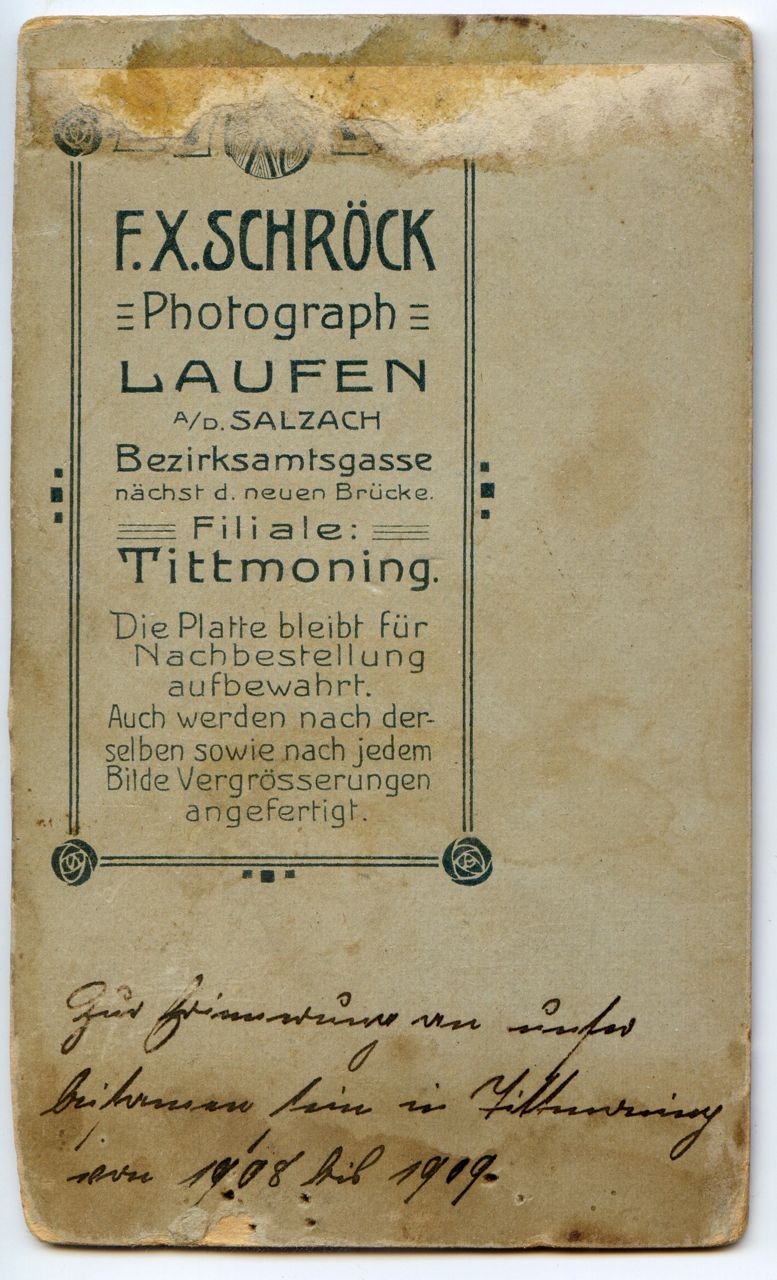 F.X.SCHRÖCK
Photograph
LAUFEN
A/D. SALZACH
Bezirksamtsgasse
nächst d. neuen Brücke.
Filiale:
Tittmoning.
Die Platte bleibt für
Nachbestellung
aufbewahrt.
Auch werden nach der-
selben sowie nach jedem
Bilde Vergrösserungen
angefertigt.
Zur Erinnerung an unser
beisamen sein in Tittmoning
von 1908 bis 1909